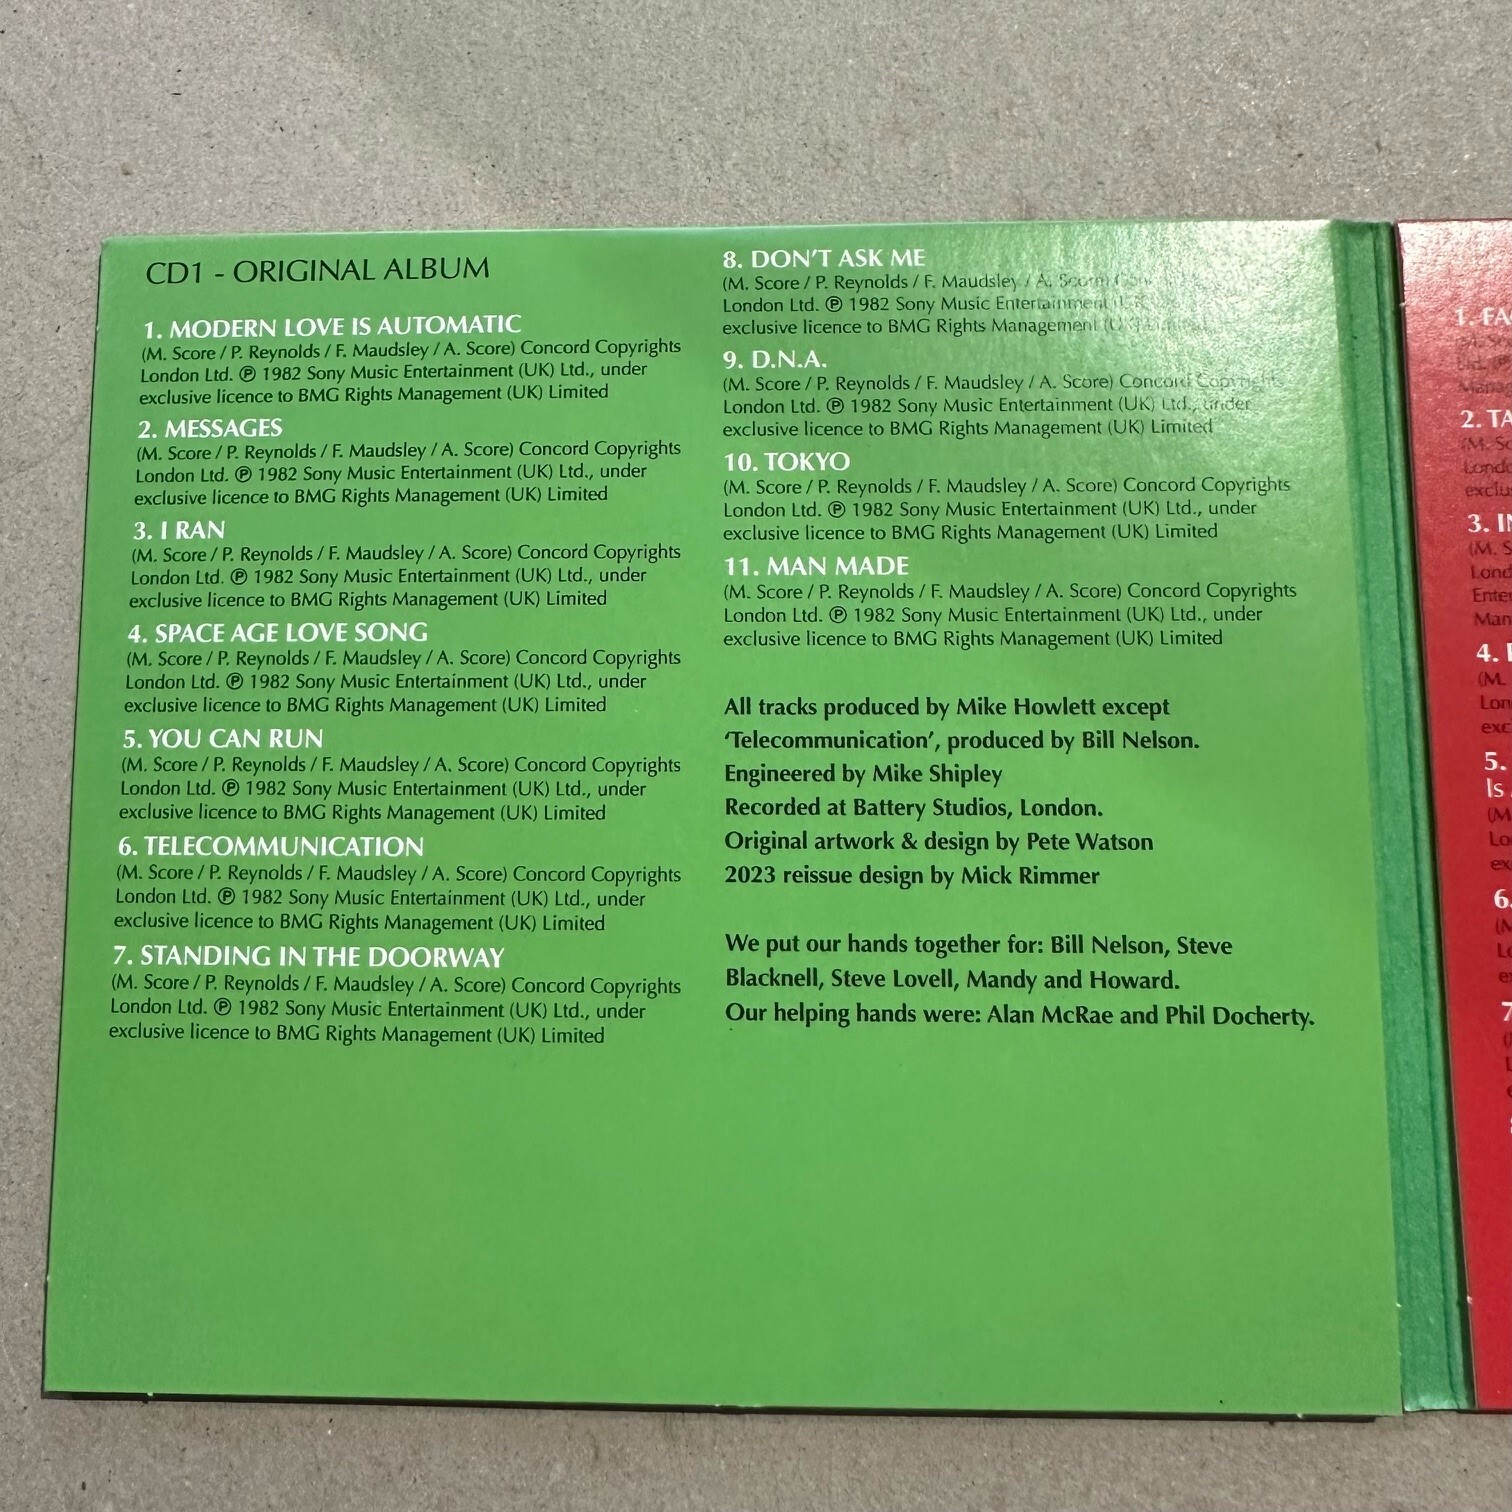 CD1 - ORIGINAL ALBUM
1. MODERN LOVE IS AUTOMATIC
(M. Score / P. Reynolds / F. Maudsley / A. Score) Concord Copyrights
London Ltd. ℗ 1982 Sony Music Entertainment (UK) Ltd., under
exclusive licence to BMG Rights Management (UK) Limited
2. MESSAGES
(M. Score / P. Reynolds / F. Maudsley / A. Score) Concord Copyrights
London Ltd. ℗ 1982 Sony Music Entertainment (UK) Ltd., under
exclusive licence to BMG Rights Management (UK) Limited
3. I RAN
(M. Score / P. Reynolds / F. Maudsley / A. Score) Concord Copyrights
London Ltd. ℗ 1982 Sony Music Entertainment (UK) Ltd., under
exclusive licence to BMG Rights Management (UK) Limited
4. SPACE AGE LOVE SONG
(M. Score / P. Reynolds / F. Maudsley / A. Score) Concord Copyrights
London Ltd. ℗ 1982 Sony Music Entertainment (UK) Ltd., under
exclusive licence to BMG Rights Management (UK) Limited
5. YOU CAN RUN
(M. Score / P. Reynolds / F. Maudsley / A. Score) Concord Copyrights
London Ltd. ℗ 1982 Sony Music Entertainment (UK) Ltd., under
exclusive licence to BMG Rights Management (UK) Limited
6. TELECOMMUNICATION
(M. Score / P. Reynolds / F. Maudsley / A. Score) Concord Copyrights
London Ltd. ℗ 1982 Sony Music Entertainment (UK) Ltd., under
exclusive licence to BMG Rights Management (UK) Limited
7. STANDING IN THE DOORWAY
(M. Score / P. Reynolds / F. Maudsley / A. Score) Concord Copyrights
London Ltd. ℗ 1982 Sony Music Entertainment (UK) Ltd., under
exclusive licence to BMG Rights Management (UK) Limited
8. DON'T ASK ME
(M. Score / P. Reynolds / F. Maudsley / A. Score)
London Ltd. ℗ 1982 Sony Music Entertainment
exclusive licence to BMG Rights Management
9. D.N.A.
(M. Score / P. Reynolds / F. Maudsley / A. Score) Concord Copyrights
London Ltd. ℗ 1982 Sony Music Entertainment (UK) Ltd., under
exclusive licence to BMG Rights Management (UK) Limited
10. TOKYO
(M. Score / P. Reynolds / F. Maudsley / A. Score) Concord Copyrights
London Ltd. ℗ 1982 Sony Music Entertainment (UK) Ltd., under
exclusive licence to BMG Rights Management (UK) Limited
11. MAN MADE
(M. Score / P. Reynolds / F. Maudsley / A. Score) Concord Copyrights
London Ltd. ℗ 1982 Sony Music Entertainment (UK) Ltd., under
exclusive licence to BMG Rights Management (UK) Limited
All tracks produced by Mike Howlett except
'Telecommunication', produced by Bill Nelson.
Engineered by Mike Shipley
Recorded at Battery Studios, London.
Original artwork & design by Pete Watson
2023 reissue design by Mick Rimmer
We put our hands together for: Bill Nelson, Steve
Blacknell, Steve Lovell, Mandy and Howard.
Our helping hands were: Alan McRae and Phil Docherty.
1.
2.
3.
4.
5.
Is
6.
7